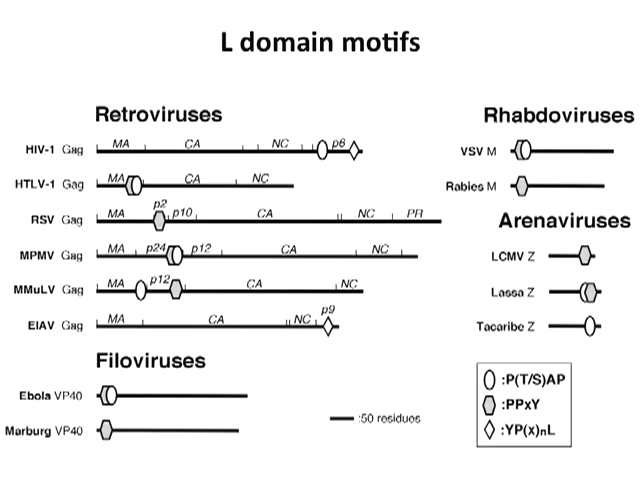 L domain motifs
Retroviruses
HIV-1 Gag MA CA NC p6
HTLV-1 Gag MA CA NC
RSV Gag MA p2 p10 CA NC PR
MPMV Gag MA p24 p12 CA NC
MMuLV Gag MA p12 CA NC
EIAV Gag MA CA NC p9
Filoviruses
Ebola VP40
Marburg VP40
:50 residues
Rhabdoviruses
VSV M
Rabies M
Arenaviruses
LCMV Z
Lassa Z
Tacaribe Z
:P(T/S)AP
:PPxY
:YP(x)nL